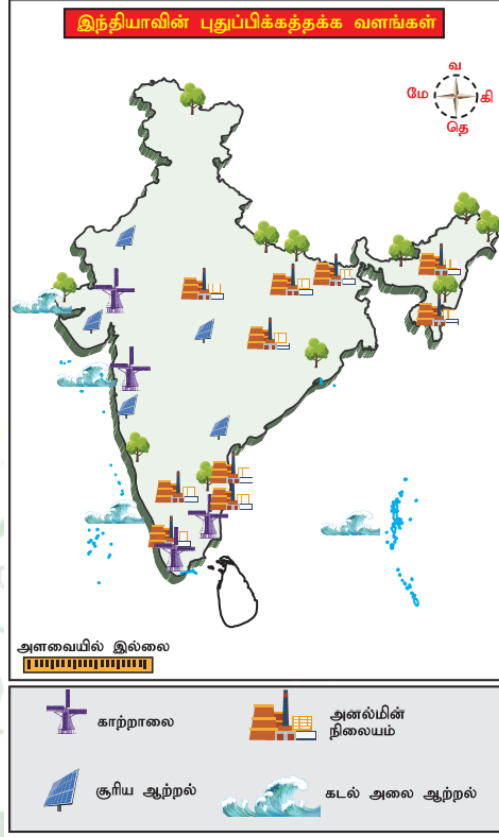 இந்தியாவின் புதுப்பிக்கத்தக்க வளங்கள்
வ
மே
கி
தெ
அளவையில் இல்லை
காற்றாலை
அனல்மின்
நிலையம்
சூரிய ஆற்றல்
கடல் அலை ஆற்றல்